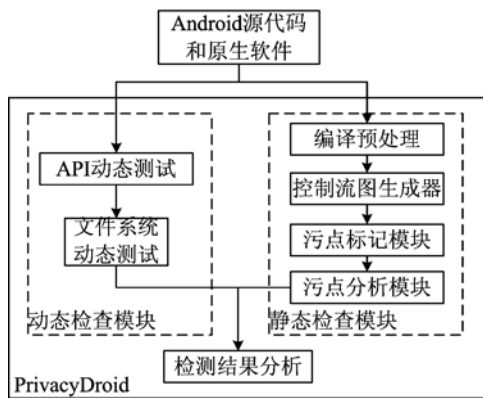 Android源代码
和原生软件
API动态测试
文件系统
动态测试
动态检查模块
编译预处理
控制流图生成器
污点标记模块
污点分析模块
静态检查模块
检测结果分析
PrivacyDroid